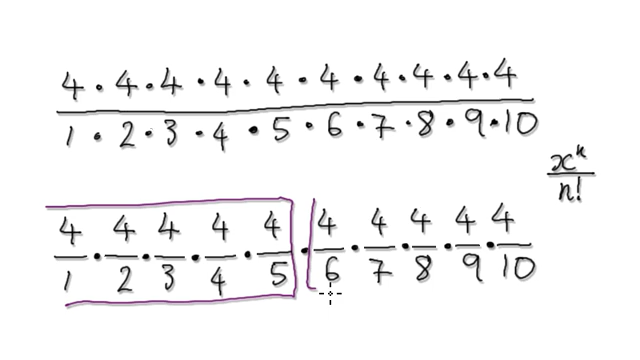 4 · 4 · 4 · 4 · 4 · 4 · 4 · 4 · 4 · 4
1 · 2 · 3 · 4 · 5 · 6 · 7 · 8 · 9 · 10
x^n
n!
4 4 4 4 4 4 4 4 4 4
1 · 2 · 3 · 4 · 5 · 6 · 7 · 8 · 9 · 10